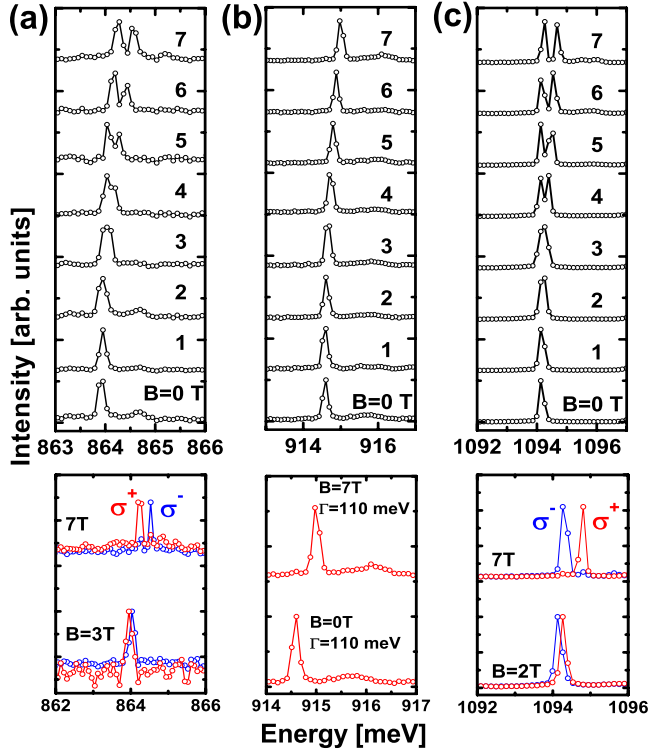 (a)
(b)
(c)
7
6
5
4
3
2
1
B=0 T
863 864 865 866
7
6
5
4
3
2
1
B=0 T
914 916
7
6
5
4
3
2
1
B=0 T
1092 1094 1096
Intensity [arb. units]
σ+ σ-
7T
B=3T
862 864 866
B=7T
Γ=110 meV
B=0T
Γ=110 meV
914 915 916 917
σ- σ+
7T
B=2T
1092 1094 1096
Energy [meV]